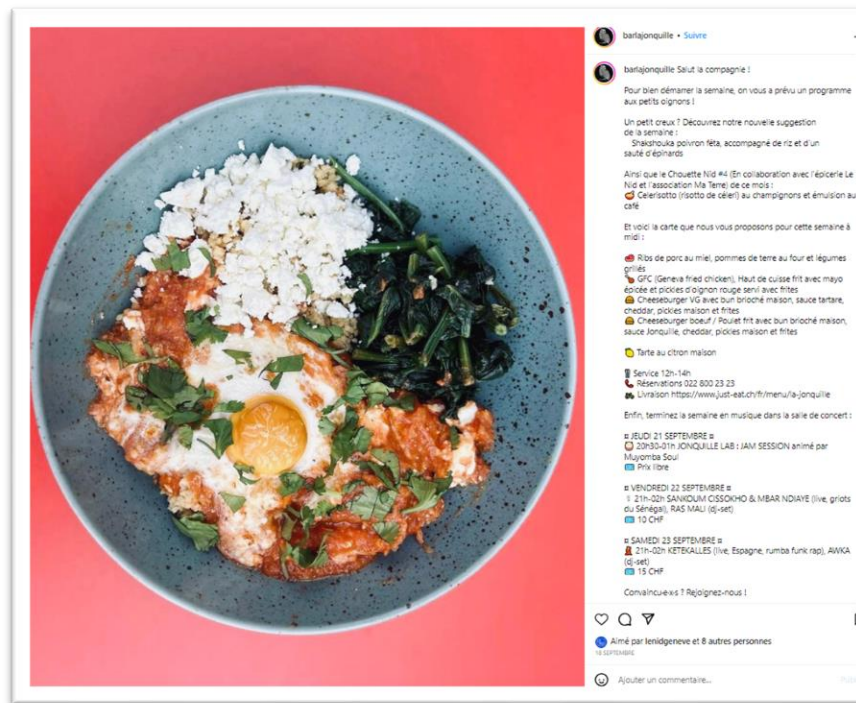 barlajonquille • Suivre
barlajonquille Salut la compagnie !
Pour bien démarrer la semaine, on vous a prévu un programme
aux petits oignons !
Un petit creux ? Découvrez notre nouvelle suggestion
de la semaine :
Shakshouka poivron fêta, accompagné de riz et d'un
sauté d'épinards
Ainsi que le Chouette Nid #4 (En collaboration avec l'épicerie Le
Nid et l'association Ma Terre) de ce mois :
Celerisotto (risotto de céleri) au champignons et émulsion au
café
Et voici la carte que nous vous proposons pour cette semaine à
midi :
Ribs de porc au miel, pommes de terre au four et légumes
grillés
GFC (Geneva fried chicken), Haut de cuisse frit avec mayo
épicée et pickles d'oignon rouge servi avec frites
Cheeseburger VG avec bun brioché maison, sauce tartare,
cheddar, pickles maison et frites
Cheeseburger boeuf / Poulet frit avec bun brioché maison,
sauce Jonquille, cheddar, pickles maison et frites
Tarte au citron maison
Service 12h-14h
Réservations 022 800 23 23
Livraison https://www.just-eat.ch/fr/menu/la-jonquille
Enfin, terminez la semaine en musique dans la salle de concert :
¤ JEUDI 21 SEPTEMBRE ¤
20h30-01h JONQUILLE LAB : JAM SESSION animé par
Muyomba Soul
Prix libre
¤ VENDREDI 22 SEPTEMBRE ¤
21h-02h SANKOUM CISSOKHO & MBAR NDIAYE (live, griots
du Sénégal), RAS MALI (dj-set)
10 CHF
¤ SAMEDI 23 SEPTEMBRE ¤
21h-02h KETEKALLES (live, Espagne, rumba funk rap), AWKA
(dj-set)
15 CHF
Convaincu·e·x·s ? Rejoignez-nous !
Aimé par lenidgeneve et 8 autres personnes
18 SEPTEMBRE
Ajouter un commentaire...